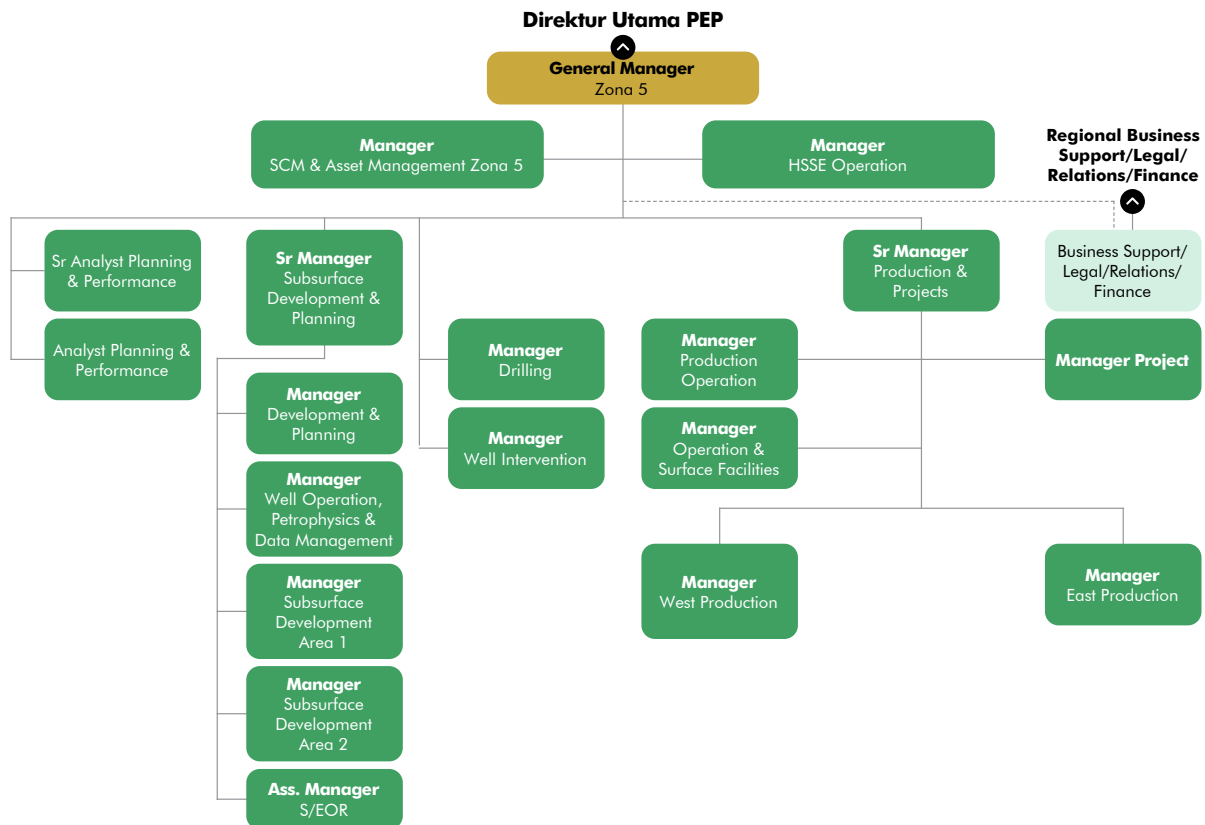 Direktur Utama PEP
General Manager
Zona 5
Manager
SCM & Asset Management Zona 5
Manager
HSSE Operation
Regional Business
Support/Legal/
Relations/Finance
Sr Analyst Planning
& Performance
Analyst Planning &
Performance
Sr Manager
Subsurface
Development &
Planning
Sr Manager
Production &
Projects
Business Support/
Legal/Relations/
Finance
Manager
Drilling
Manager
Well Intervention
Manager
Production
Operation
Manager Project
Manager
Operation &
Surface Facilities
Manager
Development &
Planning
Manager
Well Operation,
Petrophysics &
Data Management
Manager
Subsurface
Development
Area 1
Manager
Subsurface
Development
Area 2
Ass. Manager
S/EOR
Manager
West Production
Manager
East Production